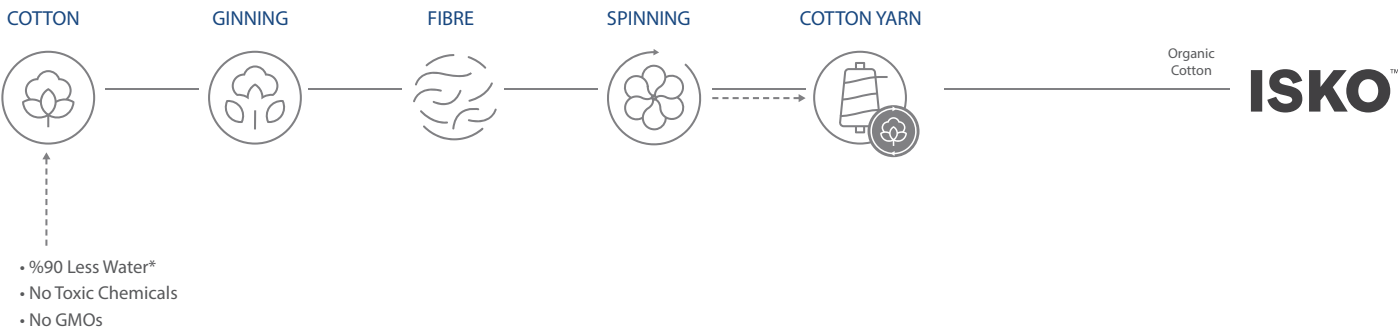 COTTON
GINNING
FIBRE
SPINNING
COTTON YARN
Organic
Cotton
ISKO™
• %90 Less Water*
• No Toxic Chemicals
• No GMOs